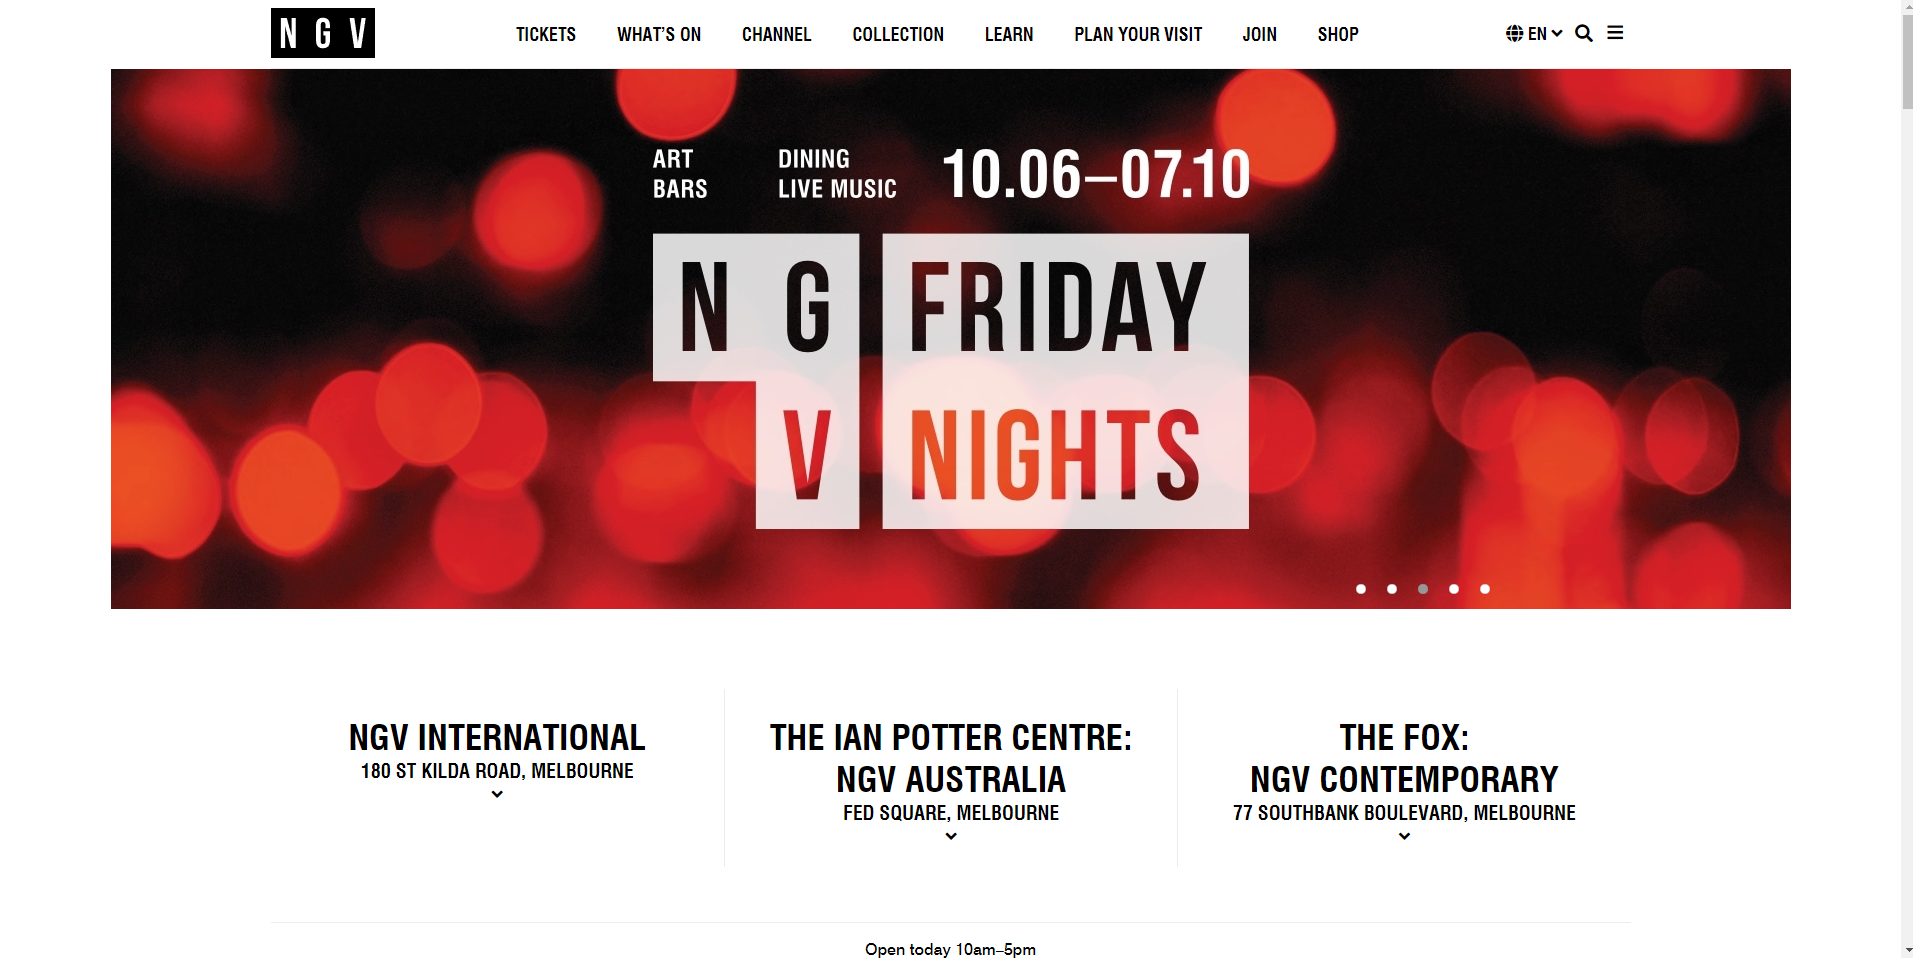 NGV
TICKETS
WHAT'S ON
CHANNEL
COLLECTION
LEARN
PLAN YOUR VISIT
JOIN
SHOP
EN
ART
BARS
DINING
LIVE MUSIC
10.06–07.10
NG
V
FRIDAY
NIGHTS
NGV INTERNATIONAL
180 ST KILDA ROAD, MELBOURNE
THE IAN POTTER CENTRE:
NGV AUSTRALIA
FED SQUARE, MELBOURNE
THE FOX:
NGV CONTEMPORARY
77 SOUTHBANK BOULEVARD, MELBOURNE
Open today 10am–5pm